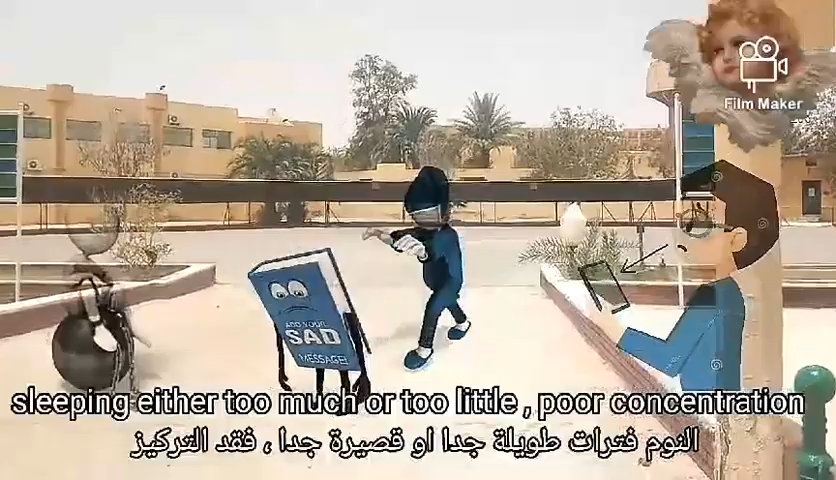 Film Maker
ADD YOUR
SAD
MESSAGE!
sleeping either too much or too little , poor concentration
النوم فترات طويلة جدا او قصيرة جدا ، فقد التركيز